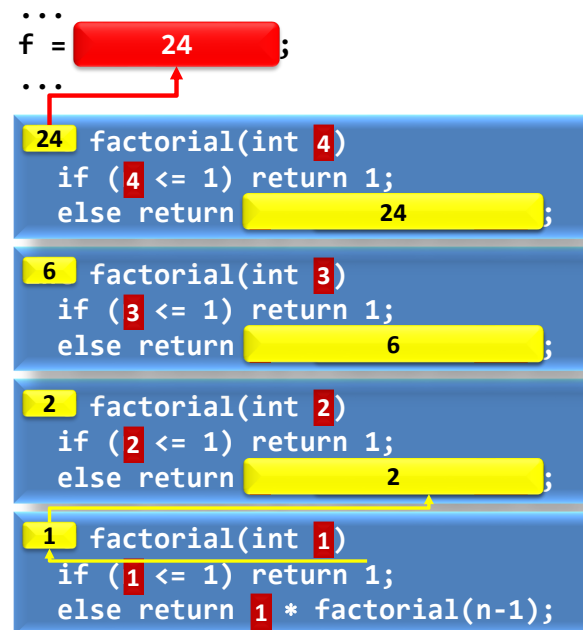 ...
f = 24 ;
...
24 factorial(int 4)
if (4 <= 1) return 1;
else return 24 ;
6 factorial(int 3)
if (3 <= 1) return 1;
else return 6 ;
2 factorial(int 2)
if (2 <= 1) return 1;
else return 2 ;
1 factorial(int 1)
if (1 <= 1) return 1;
else return 1 * factorial(n-1);